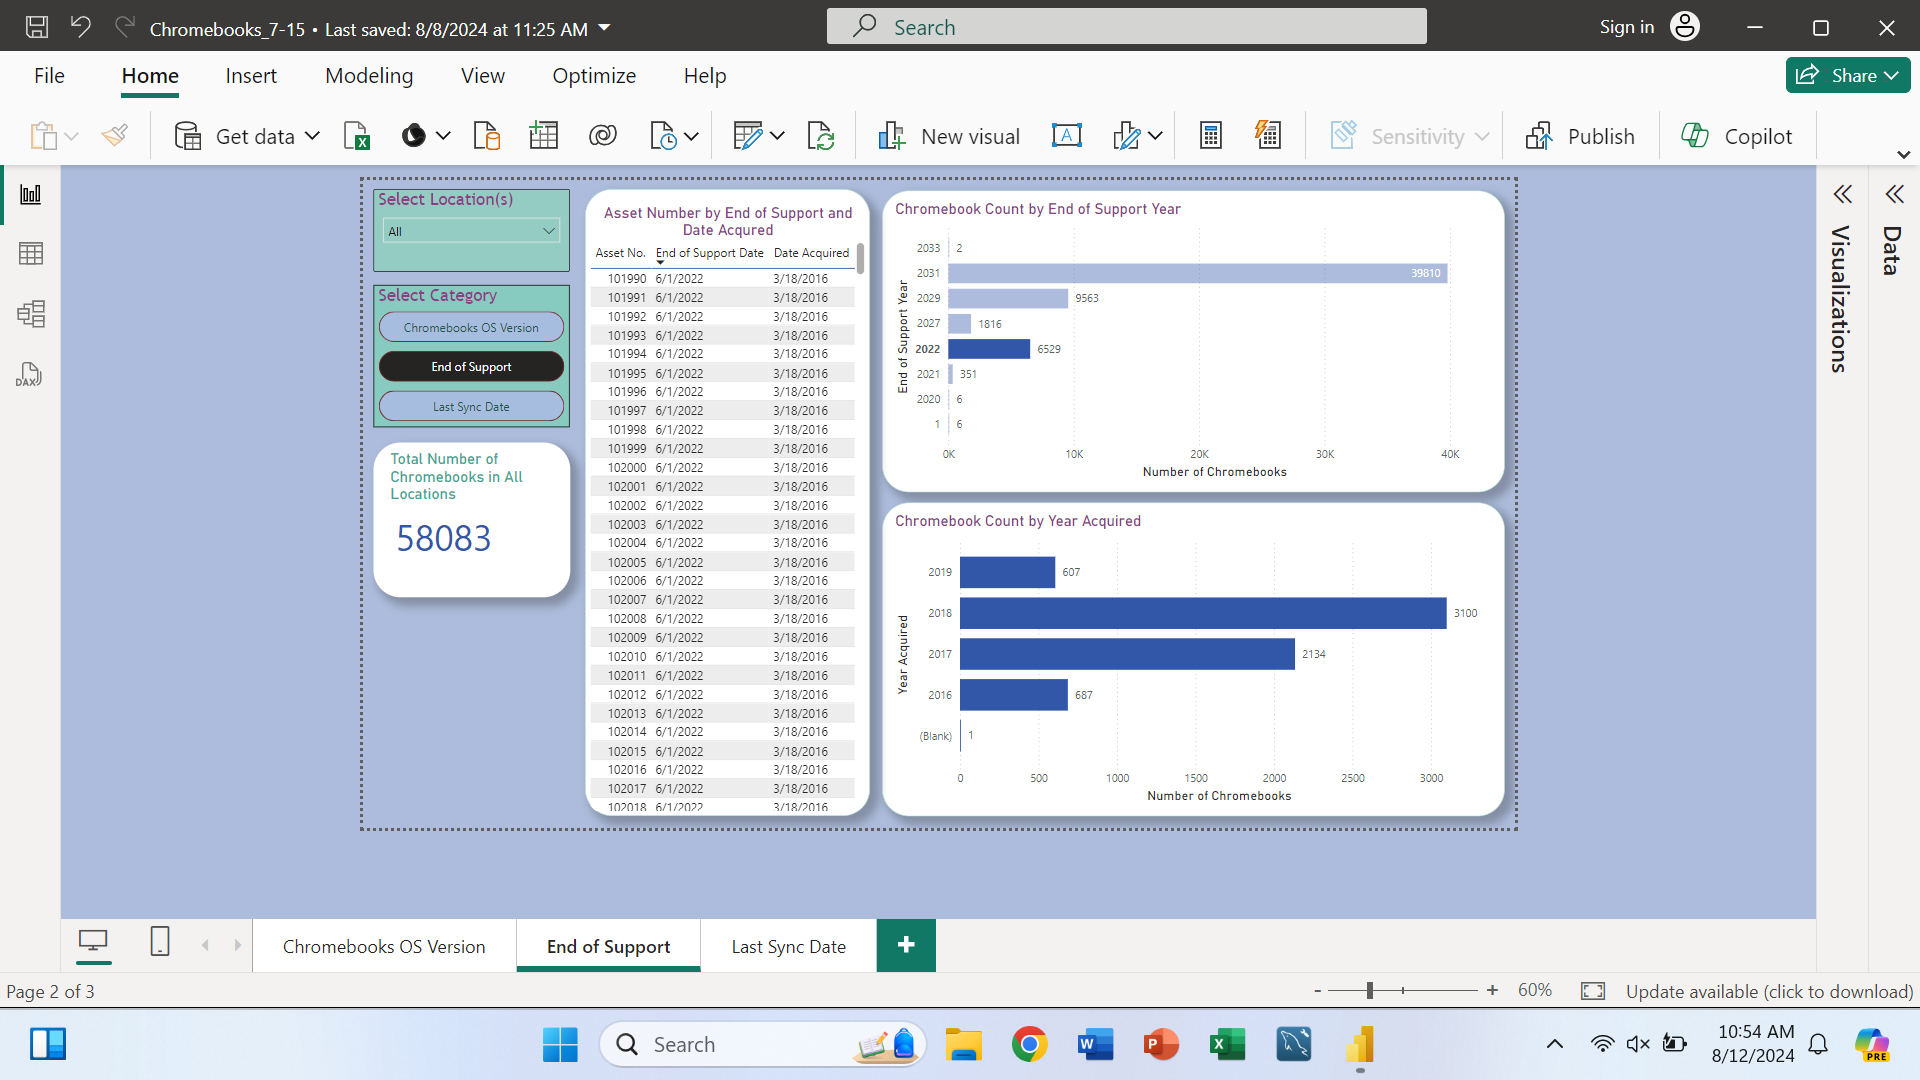 Chromebooks_7-15 • Last saved: 8/8/2024 at 11:25 AM
Search
Sign in
File
Home
Insert
Modeling
View
Optimize
Help
Share
Get data
New visual
Sensitivity
Publish
Copilot
DAX
Select Location(s)
All
Select Category
Chromebooks OS Version
End of Support
Last Sync Date
Total Number of
Chromebooks in All
Locations
58083
Asset Number by End of Support and
Date Acqured
Asset No. End of Support Date Date Acquired
101990 6/1/2022 3/18/2016
101991 6/1/2022 3/18/2016
101992 6/1/2022 3/18/2016
101993 6/1/2022 3/18/2016
101994 6/1/2022 3/18/2016
101995 6/1/2022 3/18/2016
101996 6/1/2022 3/18/2016
101997 6/1/2022 3/18/2016
101998 6/1/2022 3/18/2016
101999 6/1/2022 3/18/2016
102000 6/1/2022 3/18/2016
102001 6/1/2022 3/18/2016
102002 6/1/2022 3/18/2016
102003 6/1/2022 3/18/2016
102004 6/1/2022 3/18/2016
102005 6/1/2022 3/18/2016
102006 6/1/2022 3/18/2016
102007 6/1/2022 3/18/2016
102008 6/1/2022 3/18/2016
102009 6/1/2022 3/18/2016
102010 6/1/2022 3/18/2016
102011 6/1/2022 3/18/2016
102012 6/1/2022 3/18/2016
102013 6/1/2022 3/18/2016
102014 6/1/2022 3/18/2016
102015 6/1/2022 3/18/2016
102016 6/1/2022 3/18/2016
102017 6/1/2022 3/18/2016
102018 6/1/2022 3/18/2016
Chromebook Count by End of Support Year
End of Support Year
2033 2
2031 39810
2029 9563
2027 1816
2022 6529
2021 351
2020 6
1 6
0K 10K 20K 30K 40K
Number of Chromebooks
Chromebook Count by Year Acquired
Year Acquired
2019 607
2018 3100
2017 2134
2016 687
(Blank) 1
0 500 1000 1500 2000 2500 3000
Number of Chromebooks
Visualizations
Data
Chromebooks OS Version
End of Support
Last Sync Date
Page 2 of 3
- + 60%
Update available (click to download)
Search
10:54 AM
8/12/2024
PRE